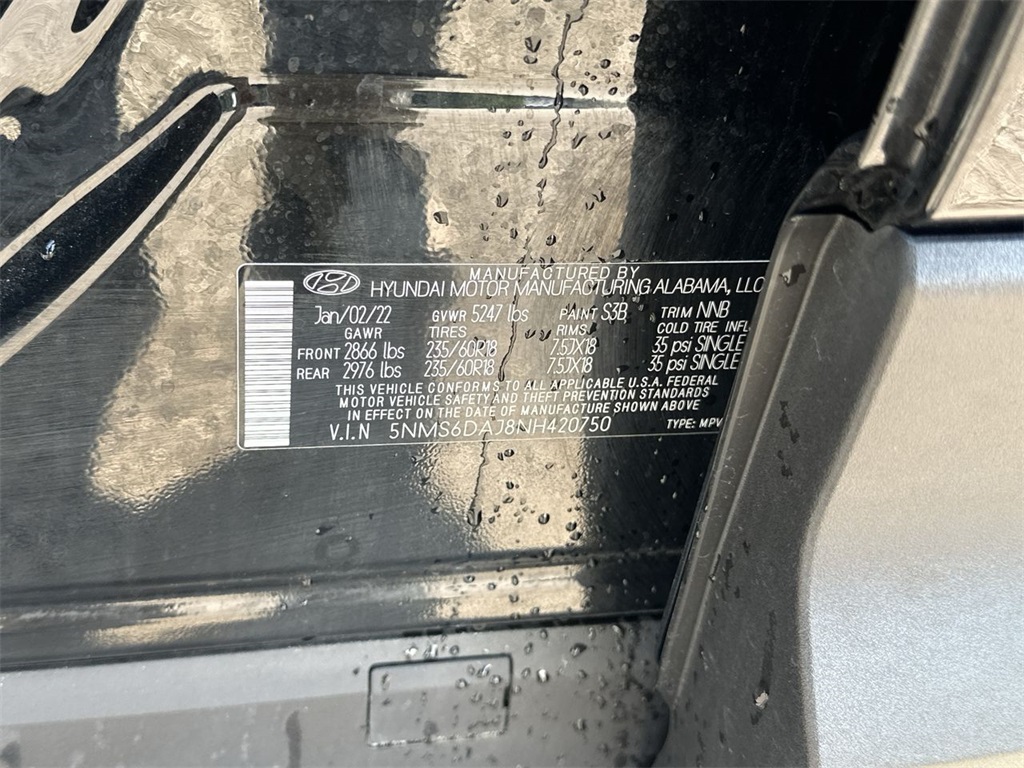 MANUFACTURED BY
HYUNDAI MOTOR MANUFACTURING ALABAMA, LLC
Jan/02/22 GVWR 5247 lbs PAINT S3B TRIM NNB
GAWR TIRES RIMS COLD TIRE INFL
FRONT 2866 lbs 235/60R18 7.5JX18 35 psi SINGLE
REAR 2976 lbs 235/60R18 7.5JX18 35 psi SINGLE
THIS VEHICLE CONFORMS TO ALL APPLICABLE U.S.A. FEDERAL
MOTOR VEHICLE SAFETY AND THEFT PREVENTION STANDARDS
IN EFFECT ON THE DATE OF MANUFACTURE SHOWN ABOVE
V.I.N 5NMS6DAJ8NH420750 TYPE: MPV